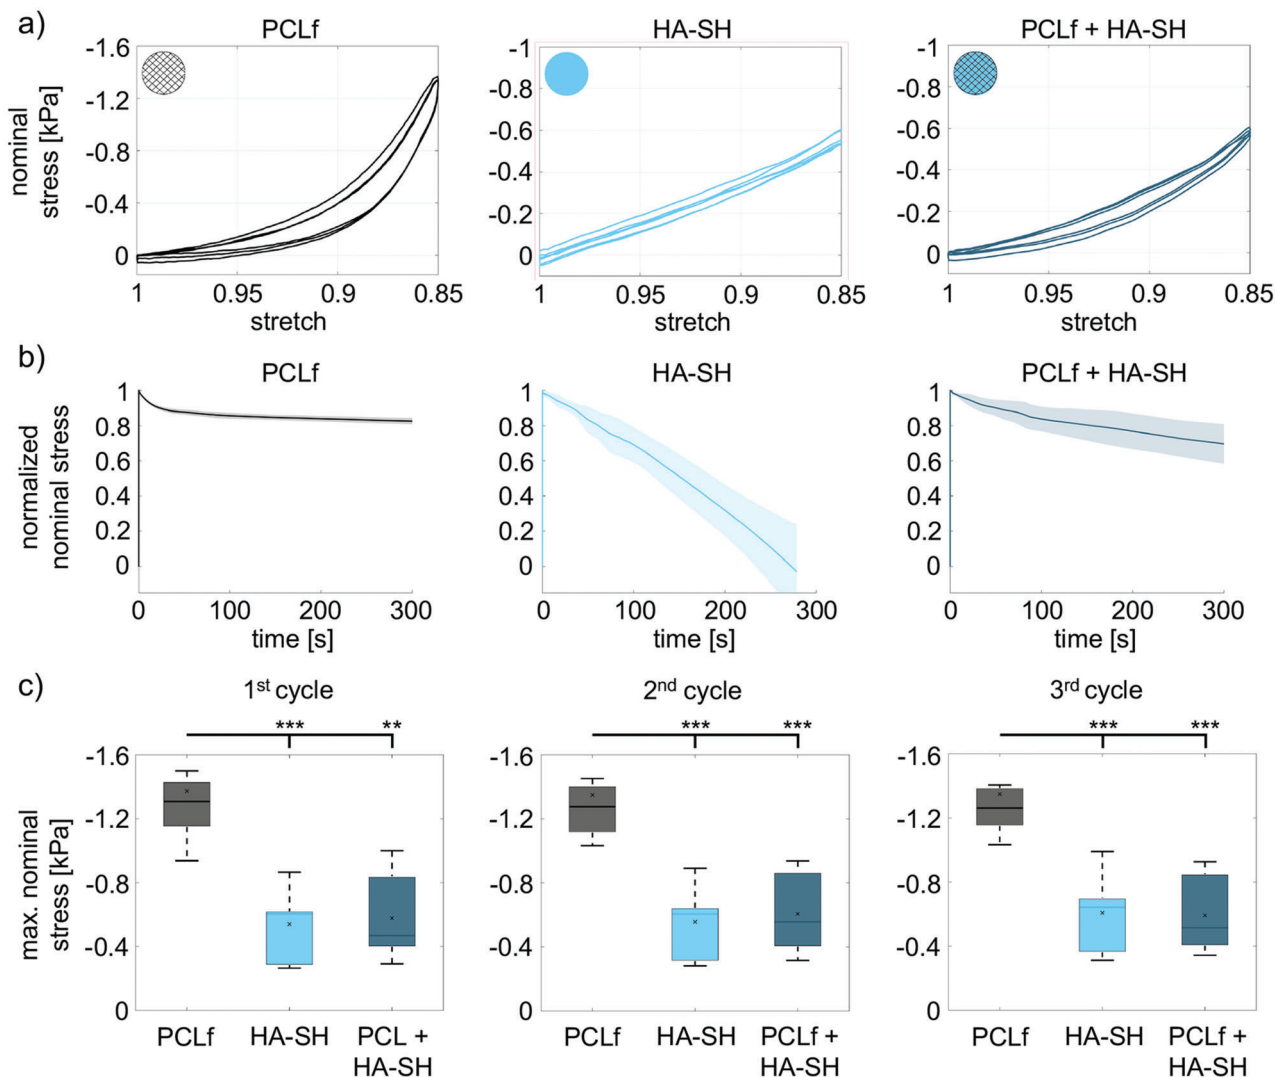 a)
PCLf
HA-SH
PCLf + HA-SH
nominal
stress [kPa]
-1.6
-1.2
-0.8
-0.4
0
1
0.95
0.9
0.85
stretch
-1
-0.8
-0.6
-0.4
-0.2
0
1
0.95
0.9
0.85
stretch
-1
-0.8
-0.6
-0.4
-0.2
0
1
0.95
0.9
0.85
stretch
b)
PCLf
HA-SH
PCLf + HA-SH
normalized
nominal stress
1
0.8
0.6
0.4
0.2
0
0
100
200
300
time [s]
1
0.8
0.6
0.4
0.2
0
0
100
200
300
time [s]
1
0.8
0.6
0.4
0.2
0
0
100
200
300
time [s]
c)
1st cycle
2nd cycle
3rd cycle
*** **
*** ***
*** ***
max. nominal
stress [kPa]
-1.6
-1.2
-0.8
-0.4
0
PCLf
HA-SH
PCL +
HA-SH
-1.6
-1.2
-0.8
-0.4
0
PCLf
HA-SH
PCLf +
HA-SH
-1.6
-1.2
-0.8
-0.4
0
PCLf
HA-SH
PCLf +
HA-SH